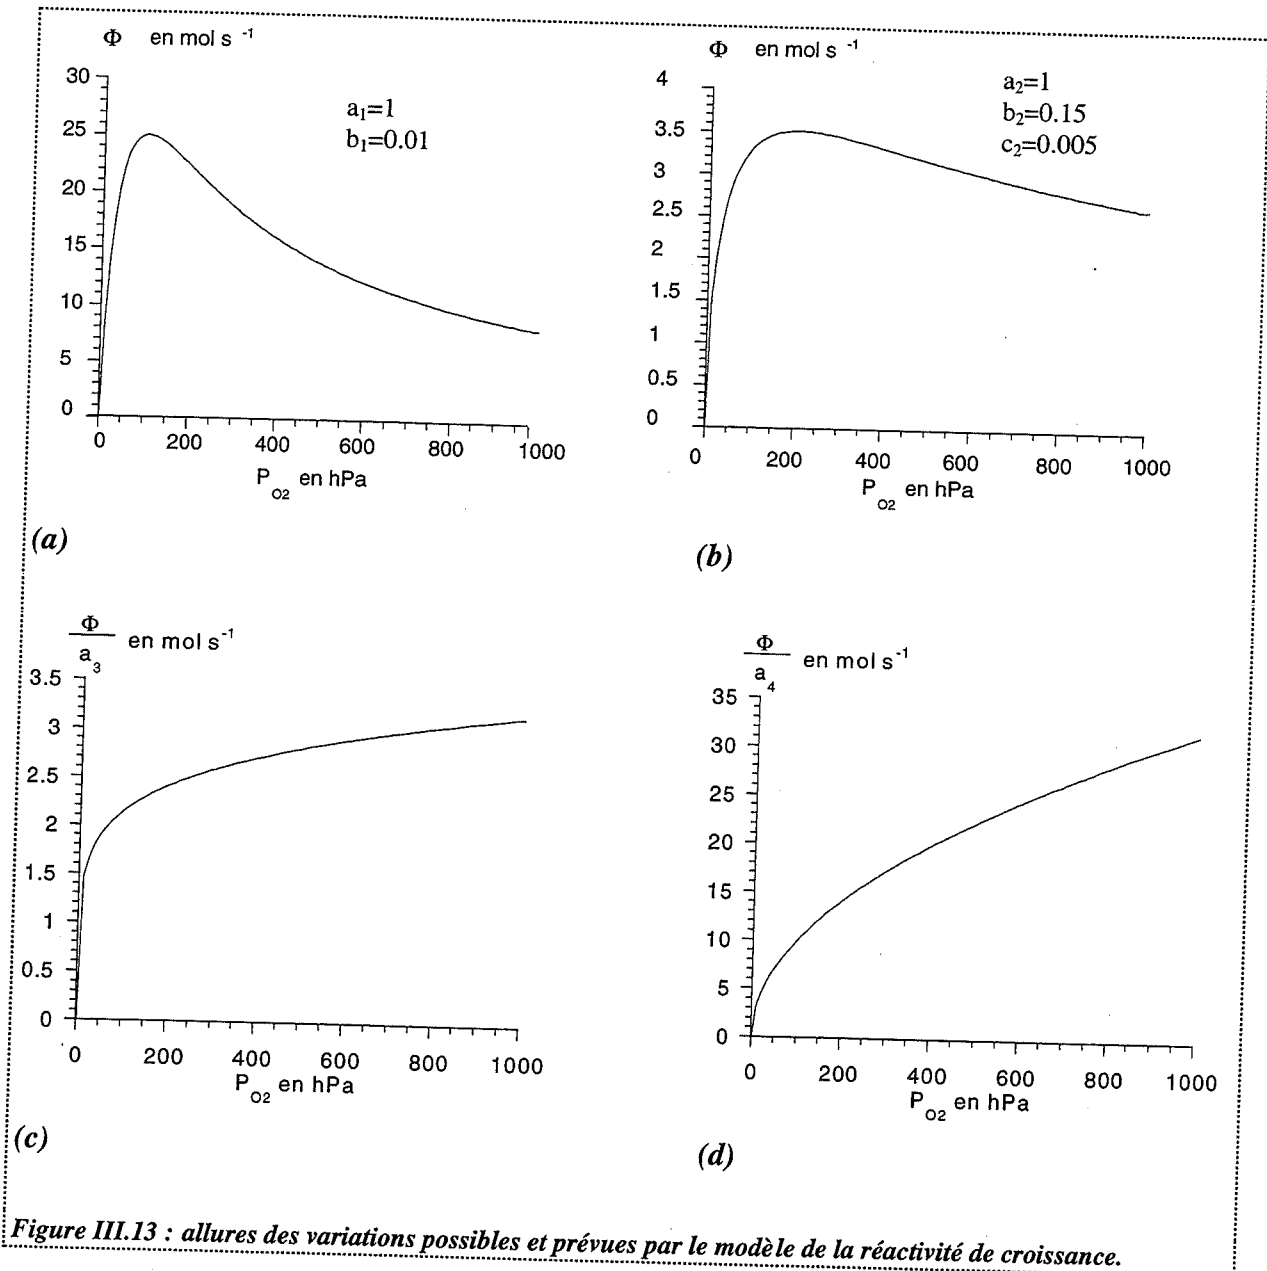 Φ en mol s -1
a1=1
b1=0.01
30
25
20
15
10
5
0
0 200 400 600 800 1000
P O2 en hPa
(a)
Φ en mol s -1
a2=1
b2=0.15
c2=0.005
4
3.5
3
2.5
2
1.5
1
0.5
0
0 200 400 600 800 1000
P O2 en hPa
(b)
Φ
a3
en mol s-1
3.5
3
2.5
2
1.5
1
0.5
0
0 200 400 600 800 1000
P O2 en hPa
(c)
Φ
a4
en mol s-1
35
30
25
20
15
10
5
0
0 200 400 600 800 1000
P O2 en hPa
(d)
Figure III.13 : allures des variations possibles et prévues par le modèle de la réactivité de croissance.